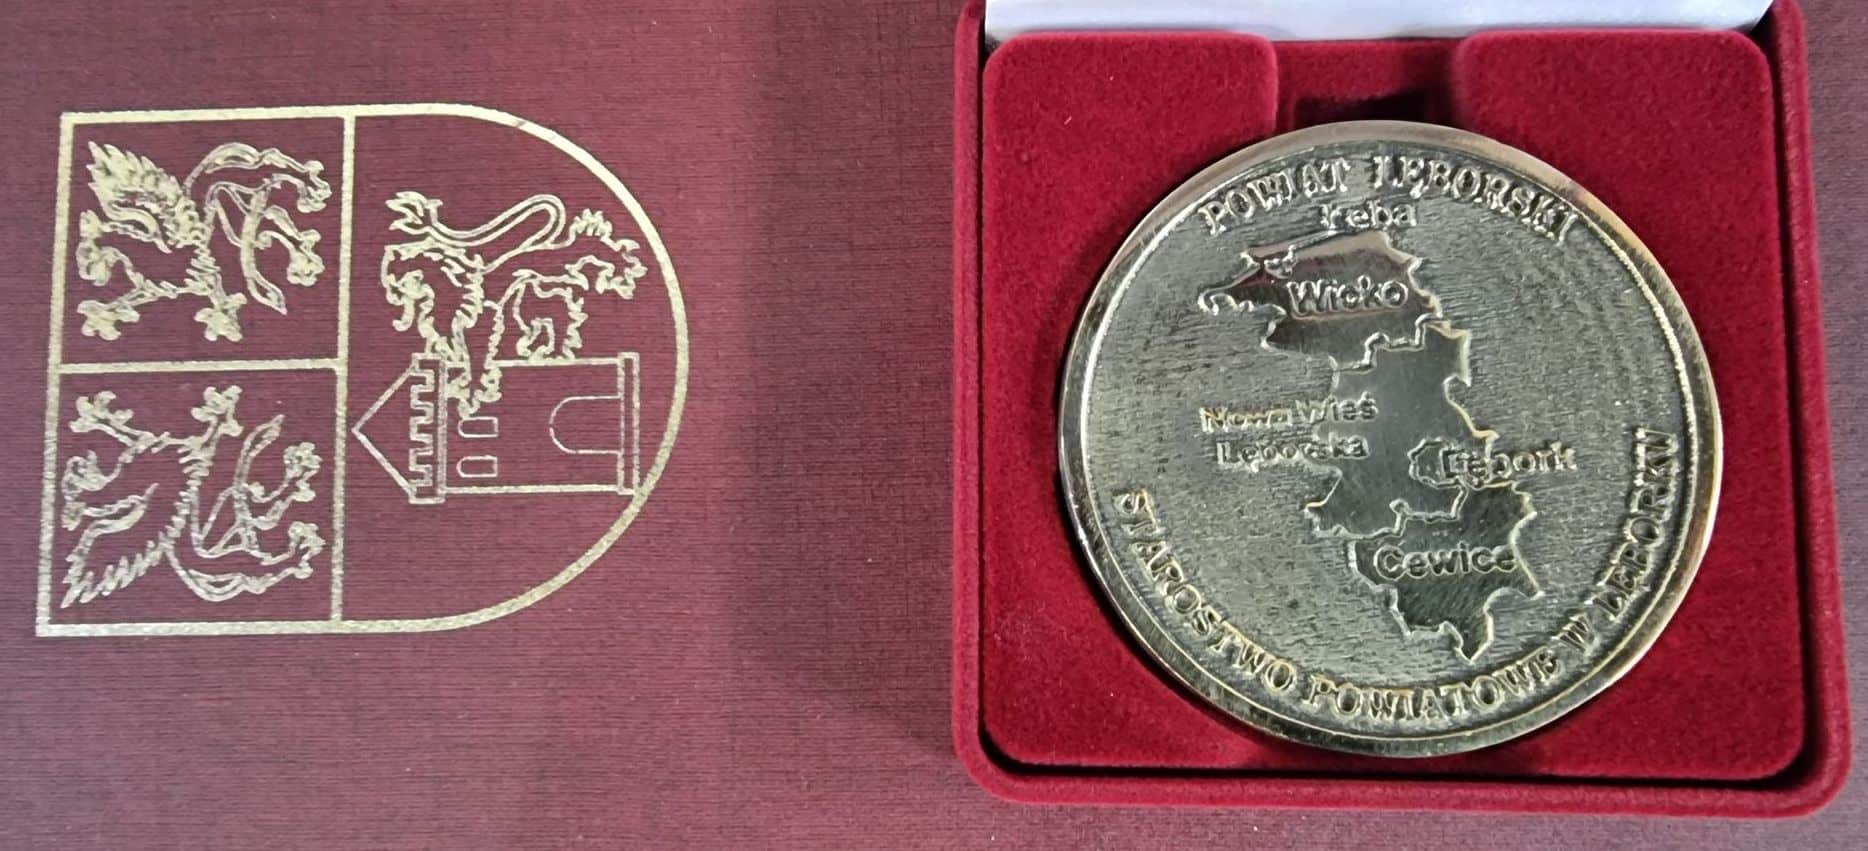 POWIAT LĘBORSKI
Łeba
Wicko
Nowa Wieś
Lęborska
Lębork
Cewice
STAROSTWO POWIATOWE W LĘBORKU